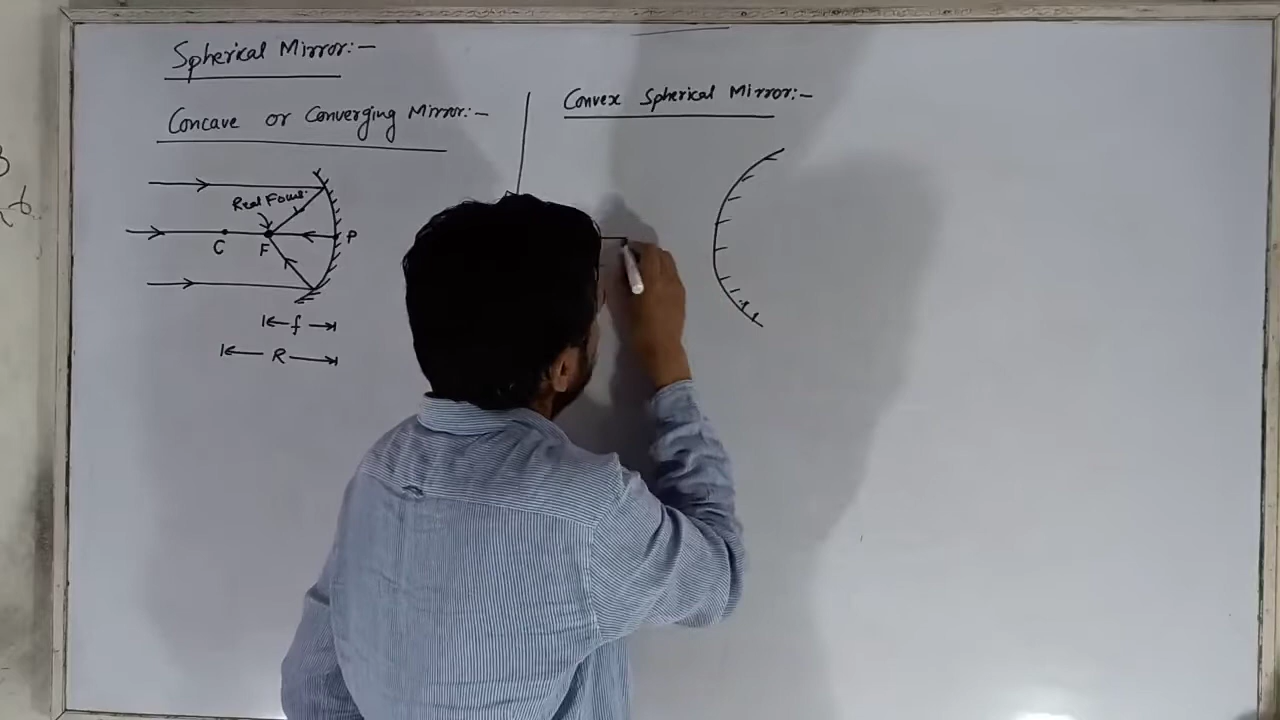 Spherical Mirror:-
Concave or Converging Mirror:-
Real Focus.
C F P
f
R
Convex Spherical Mirror:-